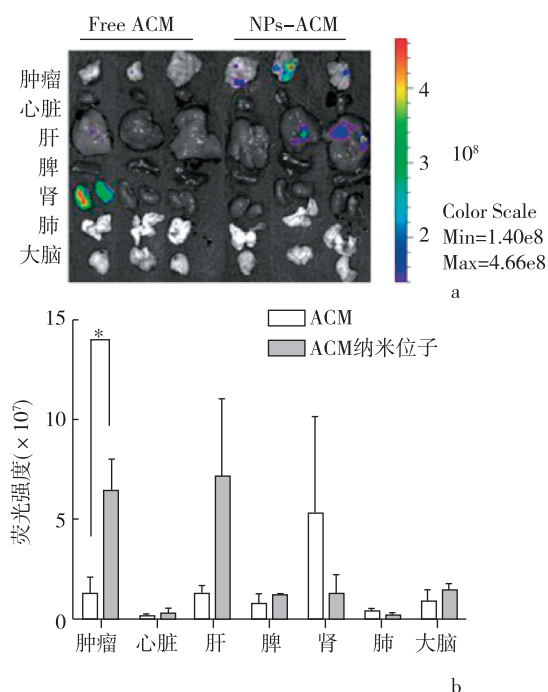 Free ACM
NPs-ACM
肿瘤
心脏
肝
脾
肾
肺
大脑
4
3
2
10⁸
Color Scale
Min=1.40e8
Max=4.66e8
a
15
10
5
0
荧光强度(×10⁷)
*
ACM
ACM纳米位子
肿瘤
心脏
肝
脾
肾
肺
大脑
b